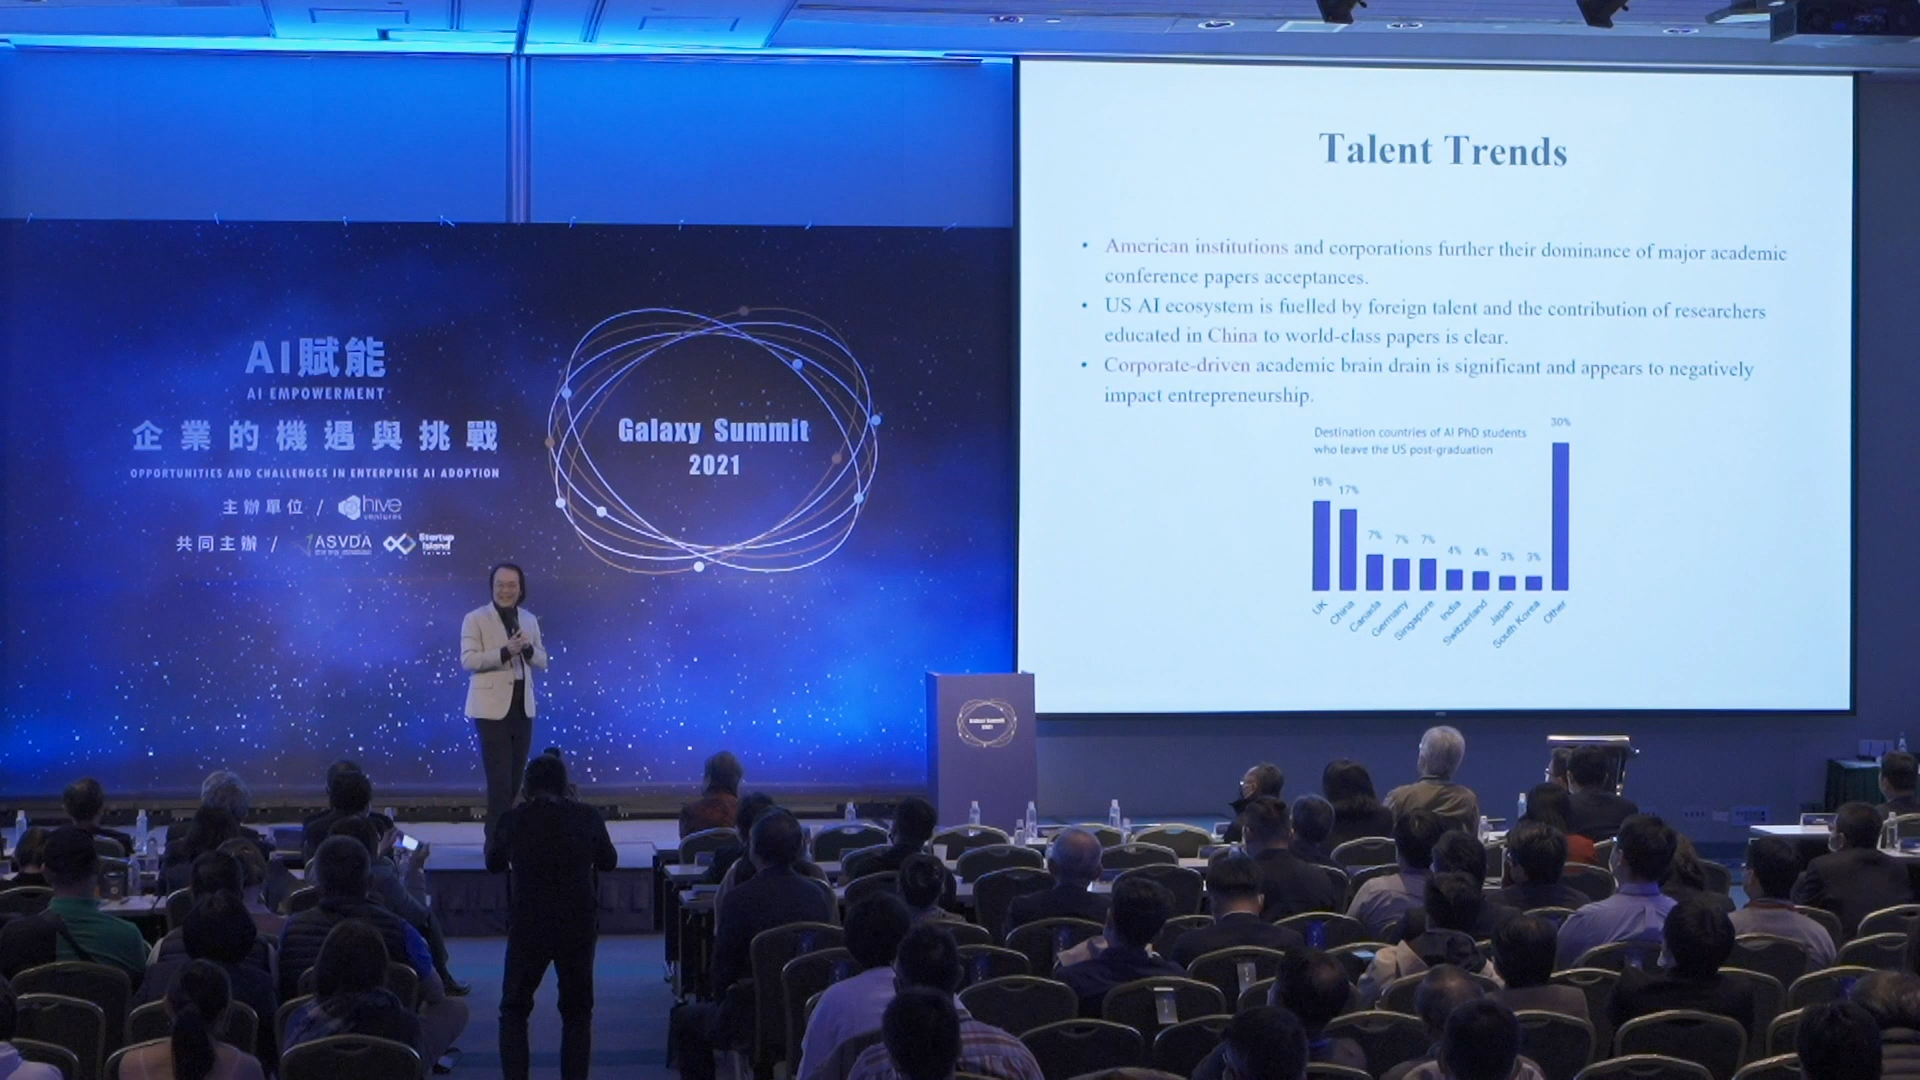 AI賦能
AI EMPOWERMENT
企業的機遇與挑戰
OPPORTUNITIES AND CHALLENGES IN ENTERPRISE AI ADOPTION
主辦單位 / hive
ventures
共同主辦 / ASVDA Startup
Island
TAIWAN
Galaxy Summit
2021
Talent Trends
• American institutions and corporations further their dominance of major academic
conference papers acceptances.
• US AI ecosystem is fuelled by foreign talent and the contribution of researchers
educated in China to world-class papers is clear.
• Corporate-driven academic brain drain is significant and appears to negatively
impact entrepreneurship.
Destination countries of AI PhD students
who leave the US post-graduation
18% 17% 7% 7% 7% 4% 4% 3% 3% 30%
UK China Canada Germany Singapore India Switzerland Japan South Korea Other
Galaxy Summit
2021